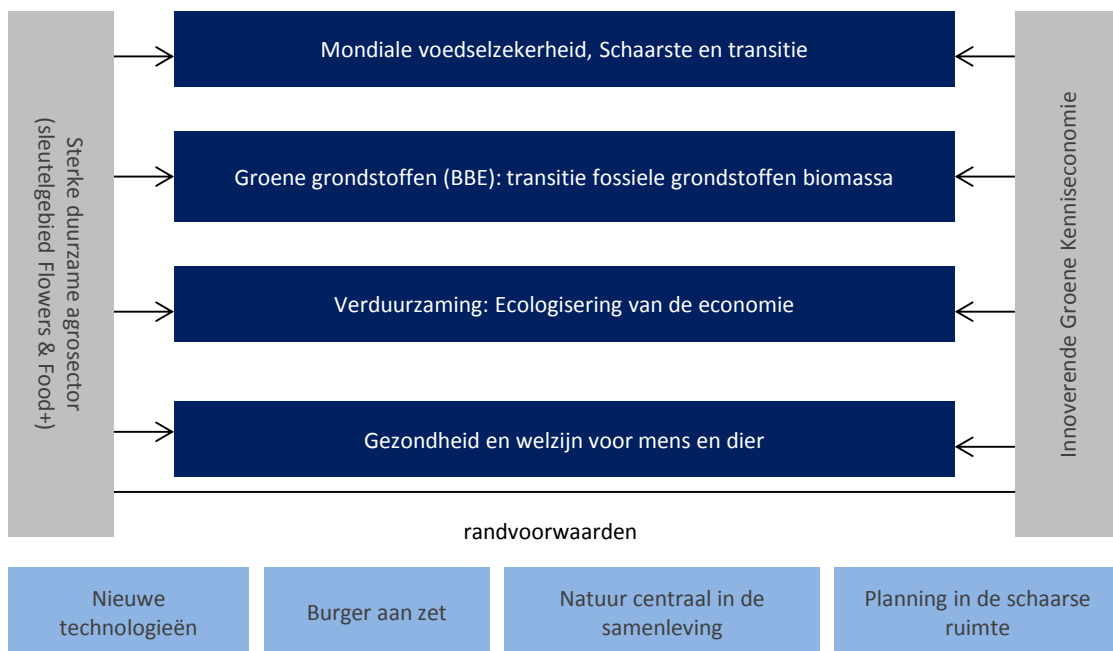 Sterke duurzame agrosector
(sleutelgebied Flowers & Food+)
Mondiale voedselzekerheid, Schaarste en transitie
Groene grondstoffen (BBE): transitie fossiele grondstoffen biomassa
Verduurzaming: Ecologisering van de economie
Gezondheid en welzijn voor mens en dier
Innoverende Groene Kenniseconomie
randvoorwaarden
Nieuwe
technologieën
Burger aan zet
Natuur centraal in de
samenleving
Planning in de schaarse
ruimte